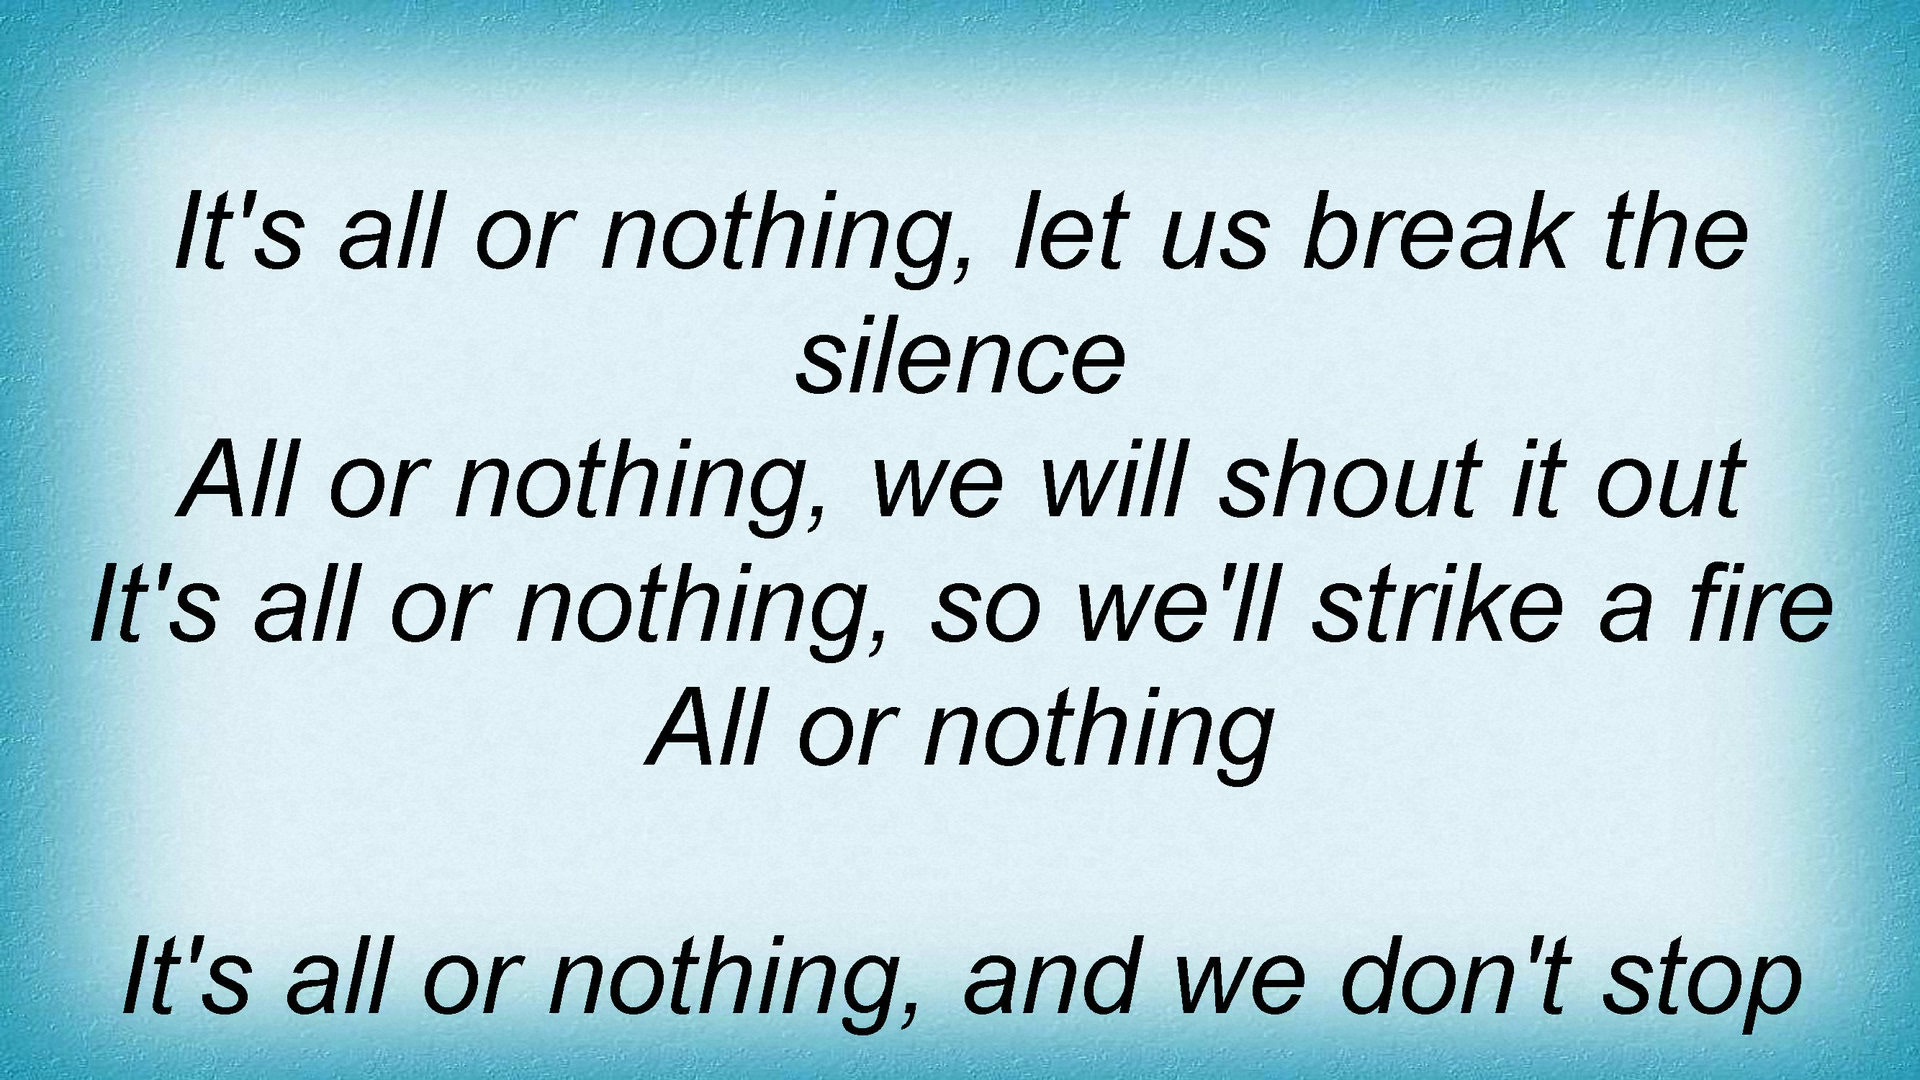 It's all or nothing, let us break the
silence
All or nothing, we will shout it out
It's all or nothing, so we'll strike a fire
All or nothing
It's all or nothing, and we don't stop